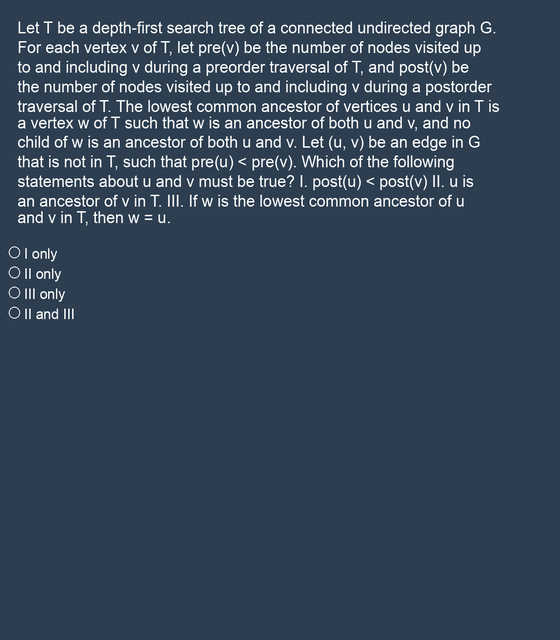 Let T be a depth-first search tree of a connected undirected graph G.
For each vertex v of T, let pre(v) be the number of nodes visited up
to and including v during a preorder traversal of T, and post(v) be
the number of nodes visited up to and including v during a postorder
traversal of T. The lowest common ancestor of vertices u and v in T is
a vertex w of T such that w is an ancestor of both u and v, and no
child of w is an ancestor of both u and v. Let (u, v) be an edge in G
that is not in T, such that pre(u) < pre(v). Which of the following
statements about u and v must be true? I. post(u) < post(v) II. u is
an ancestor of v in T. III. If w is the lowest common ancestor of u
and v in T, then w = u.
I only
II only
III only
II and III